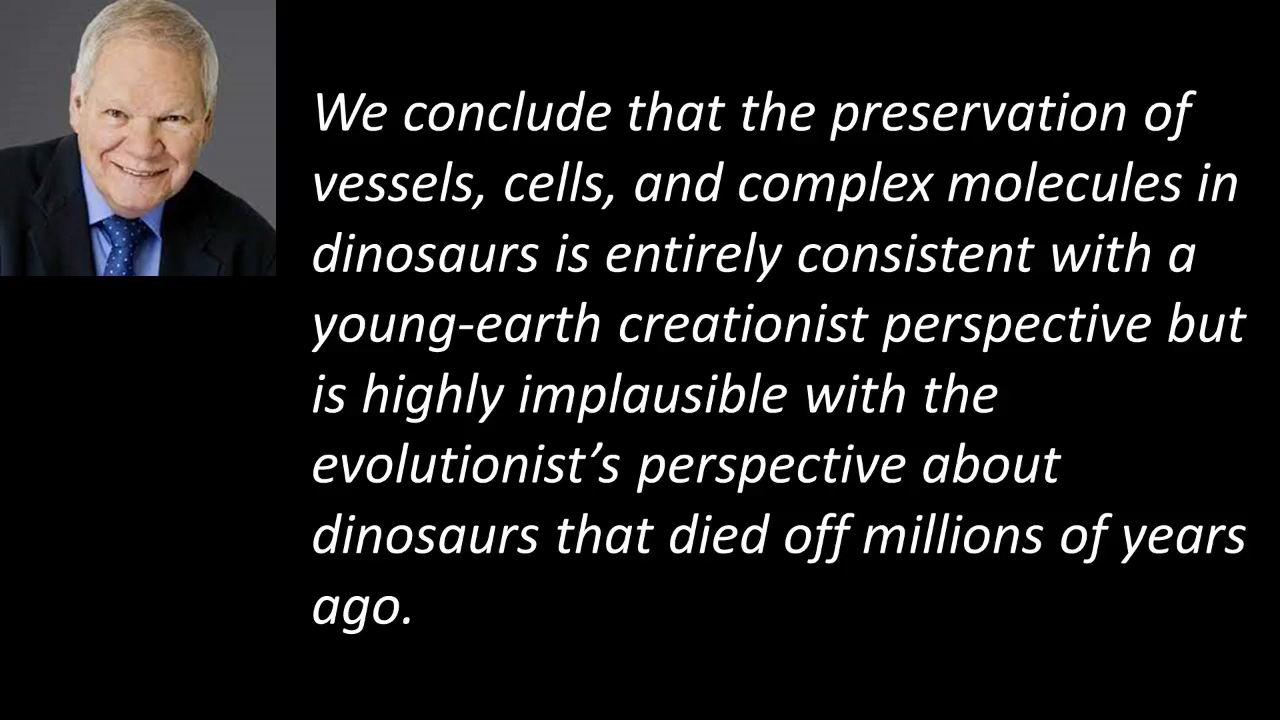 We conclude that the preservation of
vessels, cells, and complex molecules in
dinosaurs is entirely consistent with a
young-earth creationist perspective but
is highly implausible with the
evolutionist’s perspective about
dinosaurs that died off millions of years
ago.